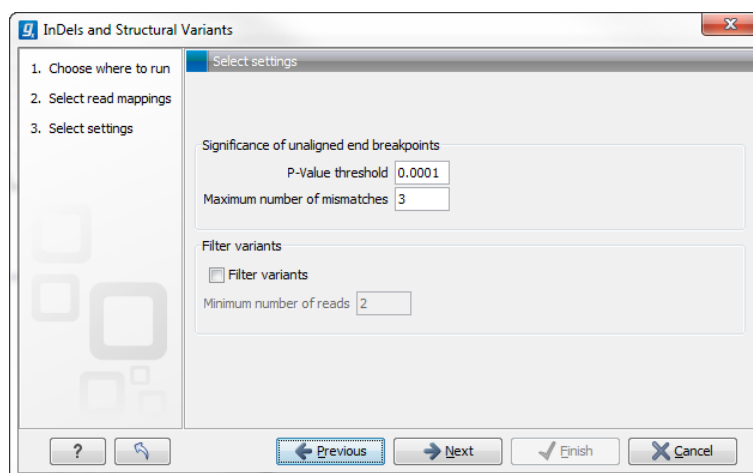 InDels and Structural Variants
1. Choose where to run
2. Select read mappings
3. Select settings
Select settings
Significance of unaligned end breakpoints
P-Value threshold 0.0001
Maximum number of mismatches 3
Filter variants
Filter variants
Minimum number of reads 2
? Previous Next Finish Cancel